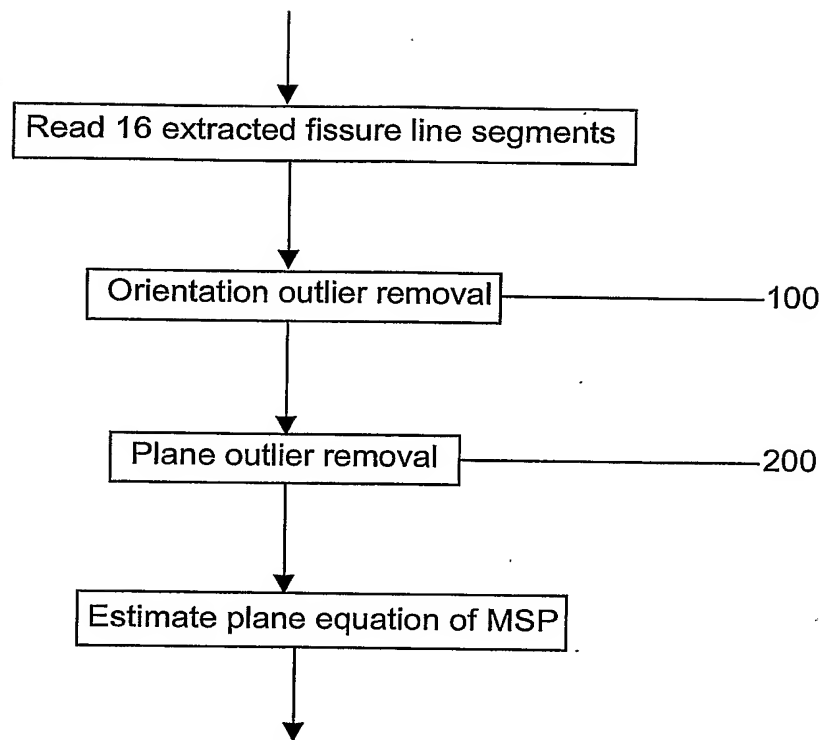 Read 16 extracted fissure line segments
Orientation outlier removal
100
Plane outlier removal
200
Estimate plane equation of MSP